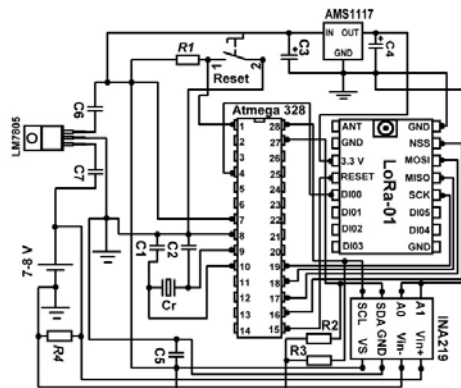 AMS1117
IN OUT
GND
C3
C4
R1
1 2
Reset
C6
LM7805
C7
7-8 V
R4
C1
C2
Cr
C5
Atmega 328
1 28
2 27
3 26
4 25
5 24
6 23
7 22
8 21
9 20
10 19
11 18
12 17
13 16
14 15
ANT GND
GND NSS
3.3 V MOSI
RESET MISO
DI00 SCK
DI01 DI05
DI02 DI04
DI03 GND
LoRa-01
R2
R3
SCL SDA A0 A1
VS GND Vin- Vin+
INA219